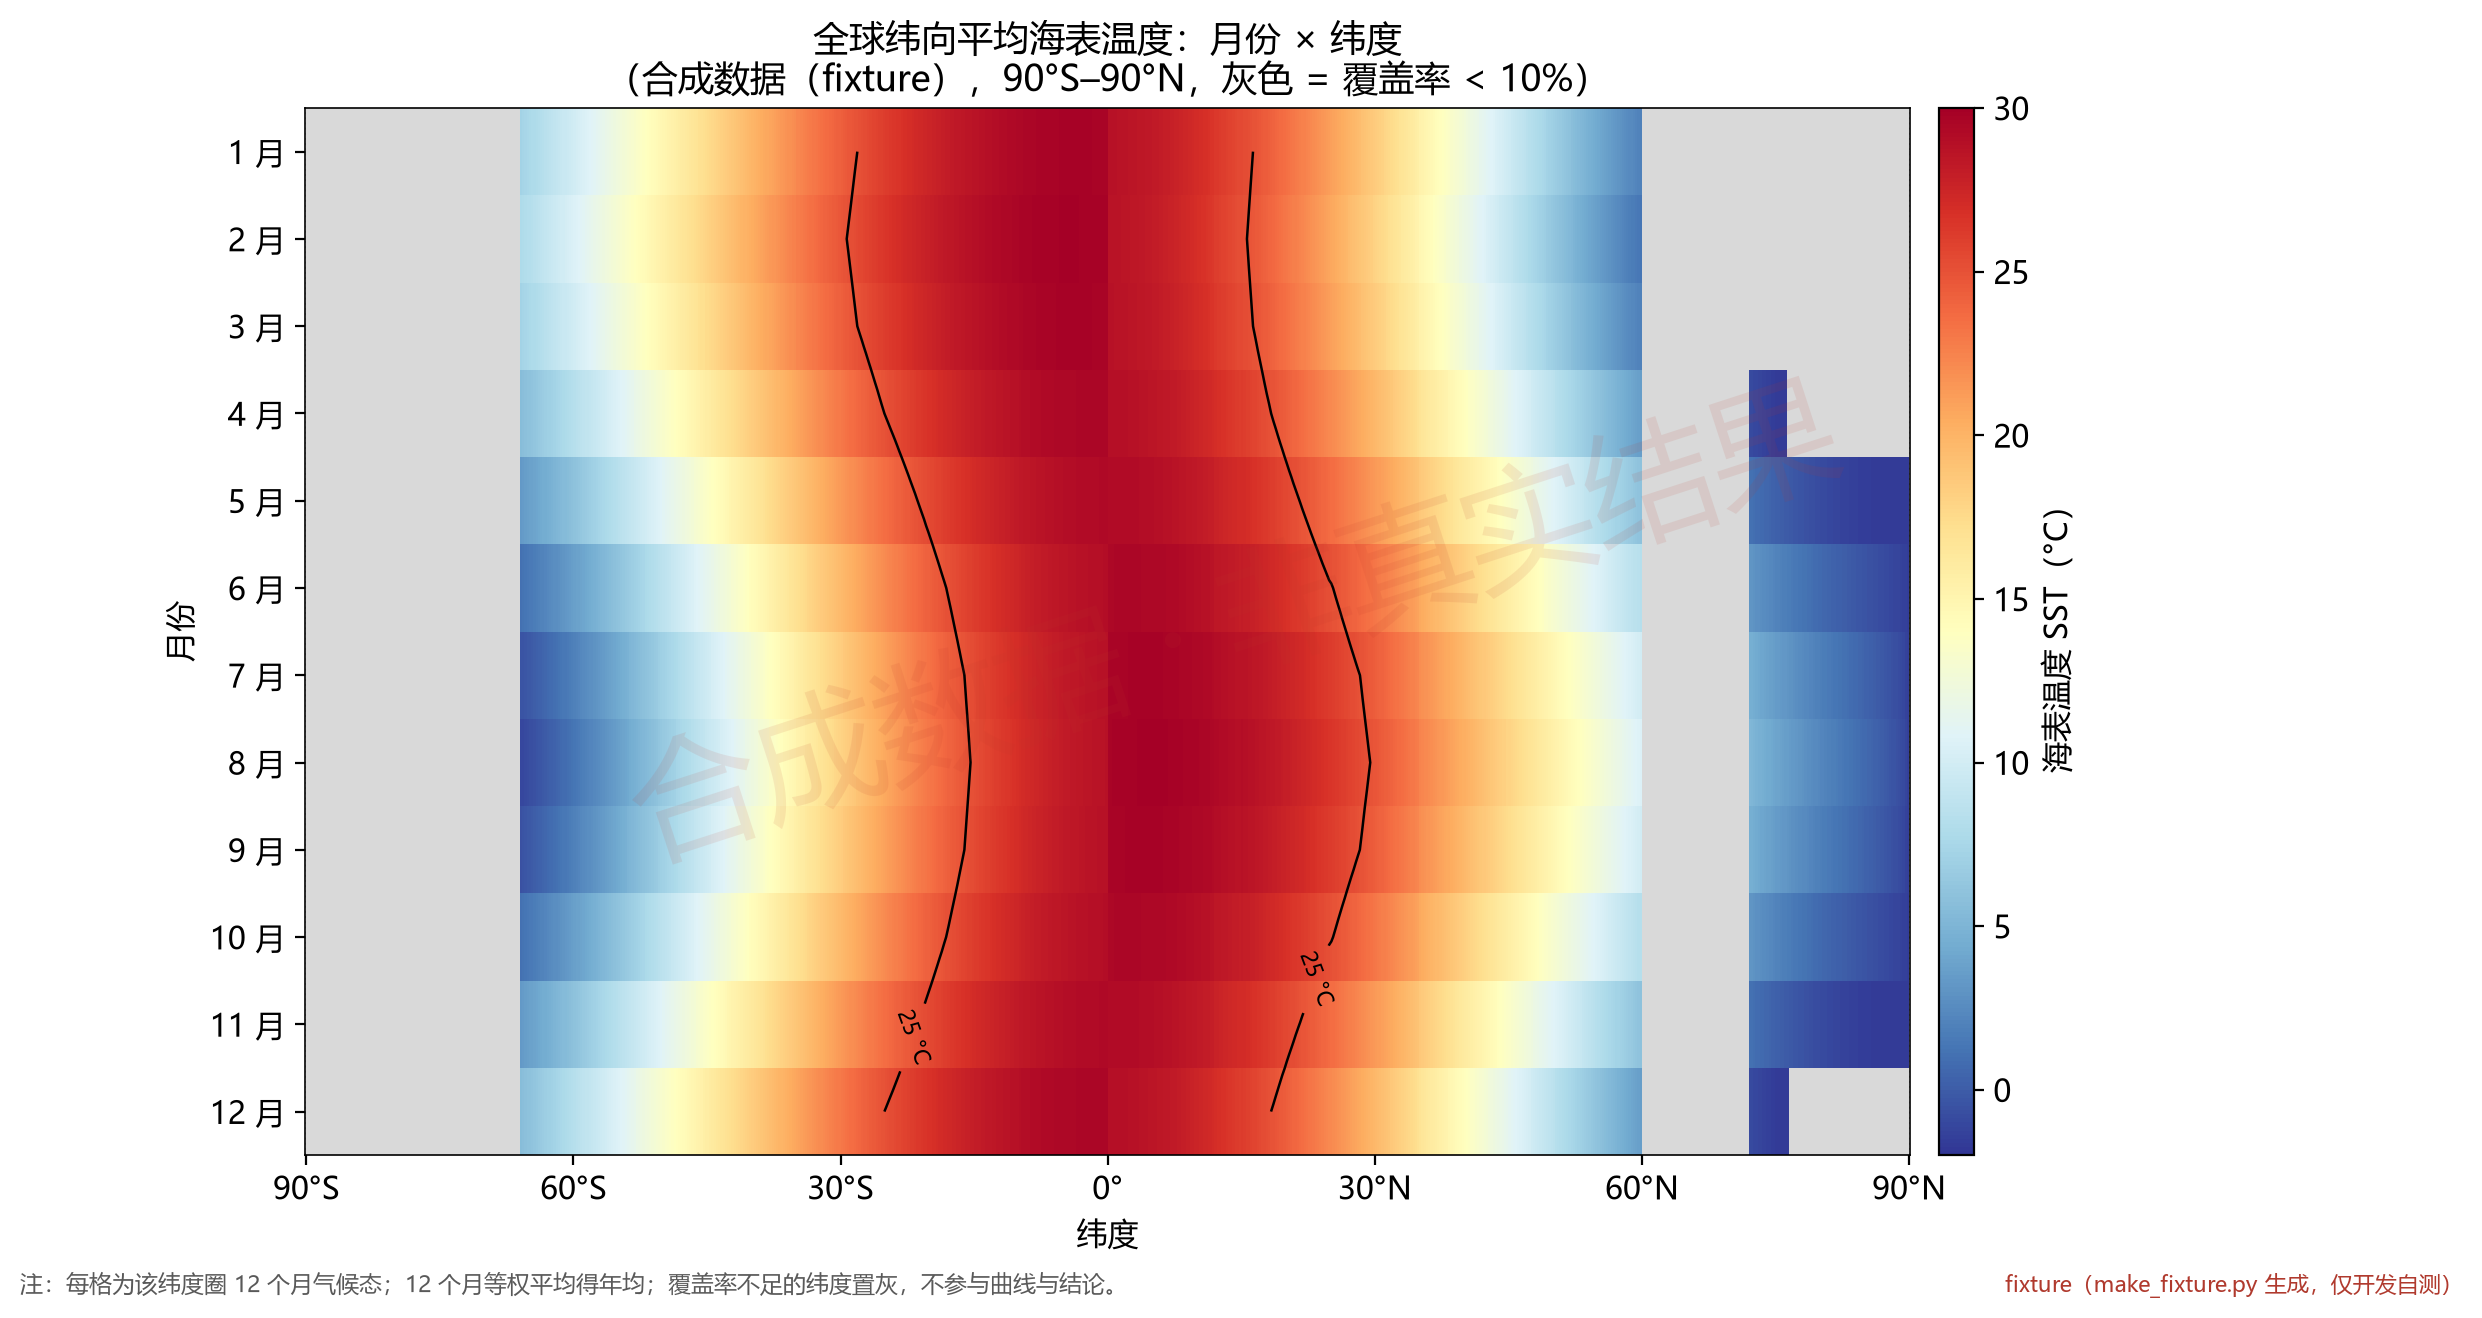 全球纬向平均海表温度：月份 × 纬度
（合成数据（fixture），90°S–90°N，灰色 = 覆盖率 < 10%）
月份
1 月
2 月
3 月
4 月
5 月
6 月
7 月
8 月
9 月
10 月
11 月
12 月
25 °C
25 °C
合成数据 · 非真实结果
90°S
60°S
30°S
0°
30°N
60°N
90°N
纬度
30
25
20
15
10
5
0
海表温度 SST（°C）
注：每格为该纬度圈 12 个月气候态；12 个月等权平均得年均；覆盖率不足的纬度置灰，不参与曲线与结论。
fixture（make_fixture.py 生成，仅开发自测）